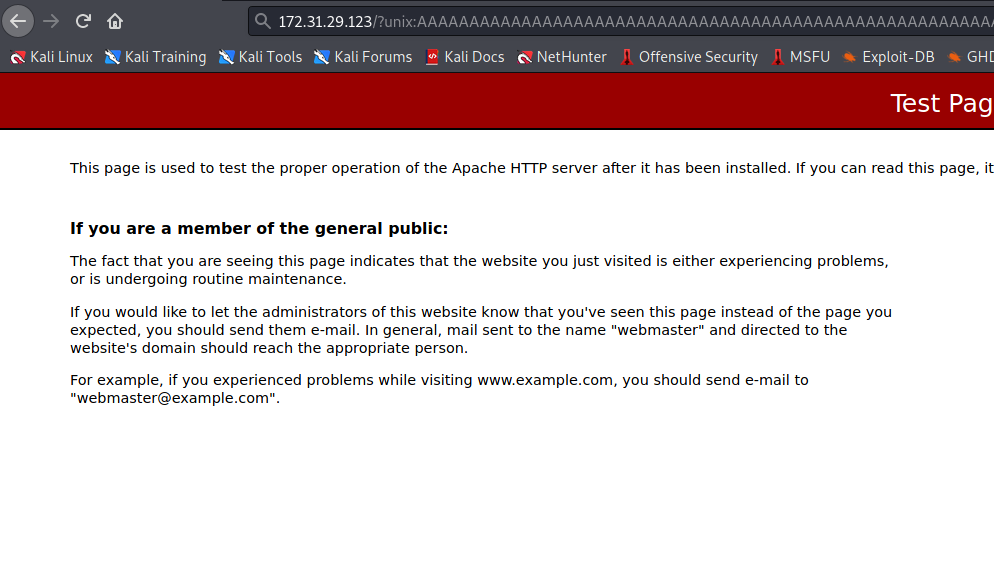 172.31.29.123/?unix:AAAAAAAAAAAAAAAAAAAAAAAAAAAAAAAAAAAAAAAAAAAAAAAAAAAAAAAA
Kali Linux Kali Training Kali Tools Kali Forums Kali Docs NetHunter Offensive Security MSFU Exploit-DB GHD
Test Pag
This page is used to test the proper operation of the Apache HTTP server after it has been installed. If you can read this page, it
If you are a member of the general public:
The fact that you are seeing this page indicates that the website you just visited is either experiencing problems,
or is undergoing routine maintenance.
If you would like to let the administrators of this website know that you've seen this page instead of the page you
expected, you should send them e-mail. In general, mail sent to the name "webmaster" and directed to the
website's domain should reach the appropriate person.
For example, if you experienced problems while visiting www.example.com, you should send e-mail to
"webmaster@example.com".